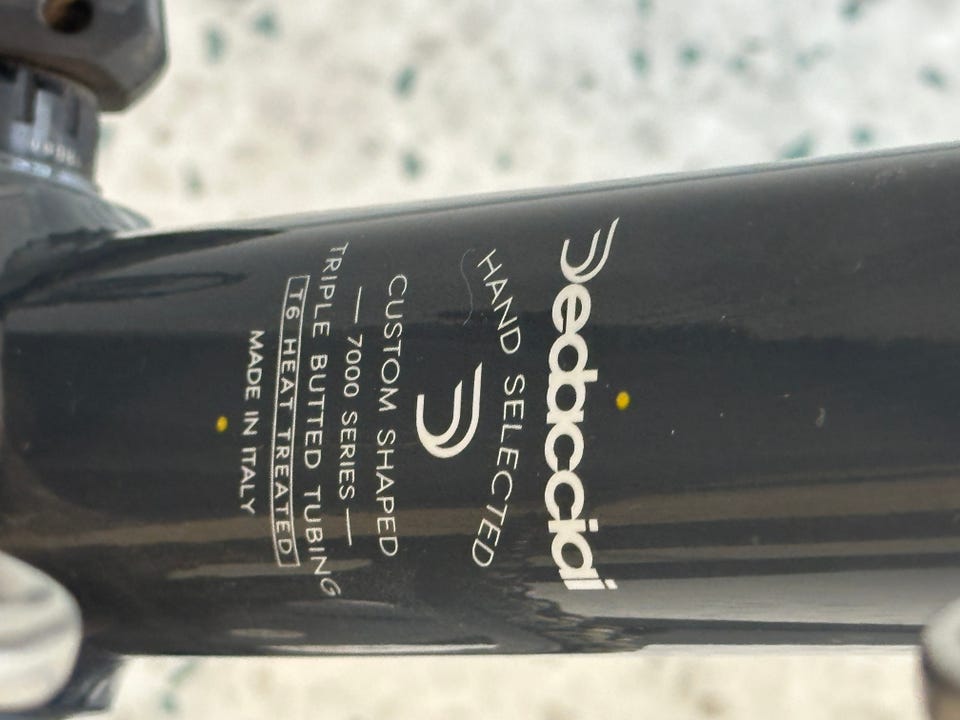 Dedacciai
HAND SELECTED
CUSTOM SHAPED
7000 SERIES
TRIPLE BUTTED TUBING
T6 HEAT TREATED
MADE IN ITALY